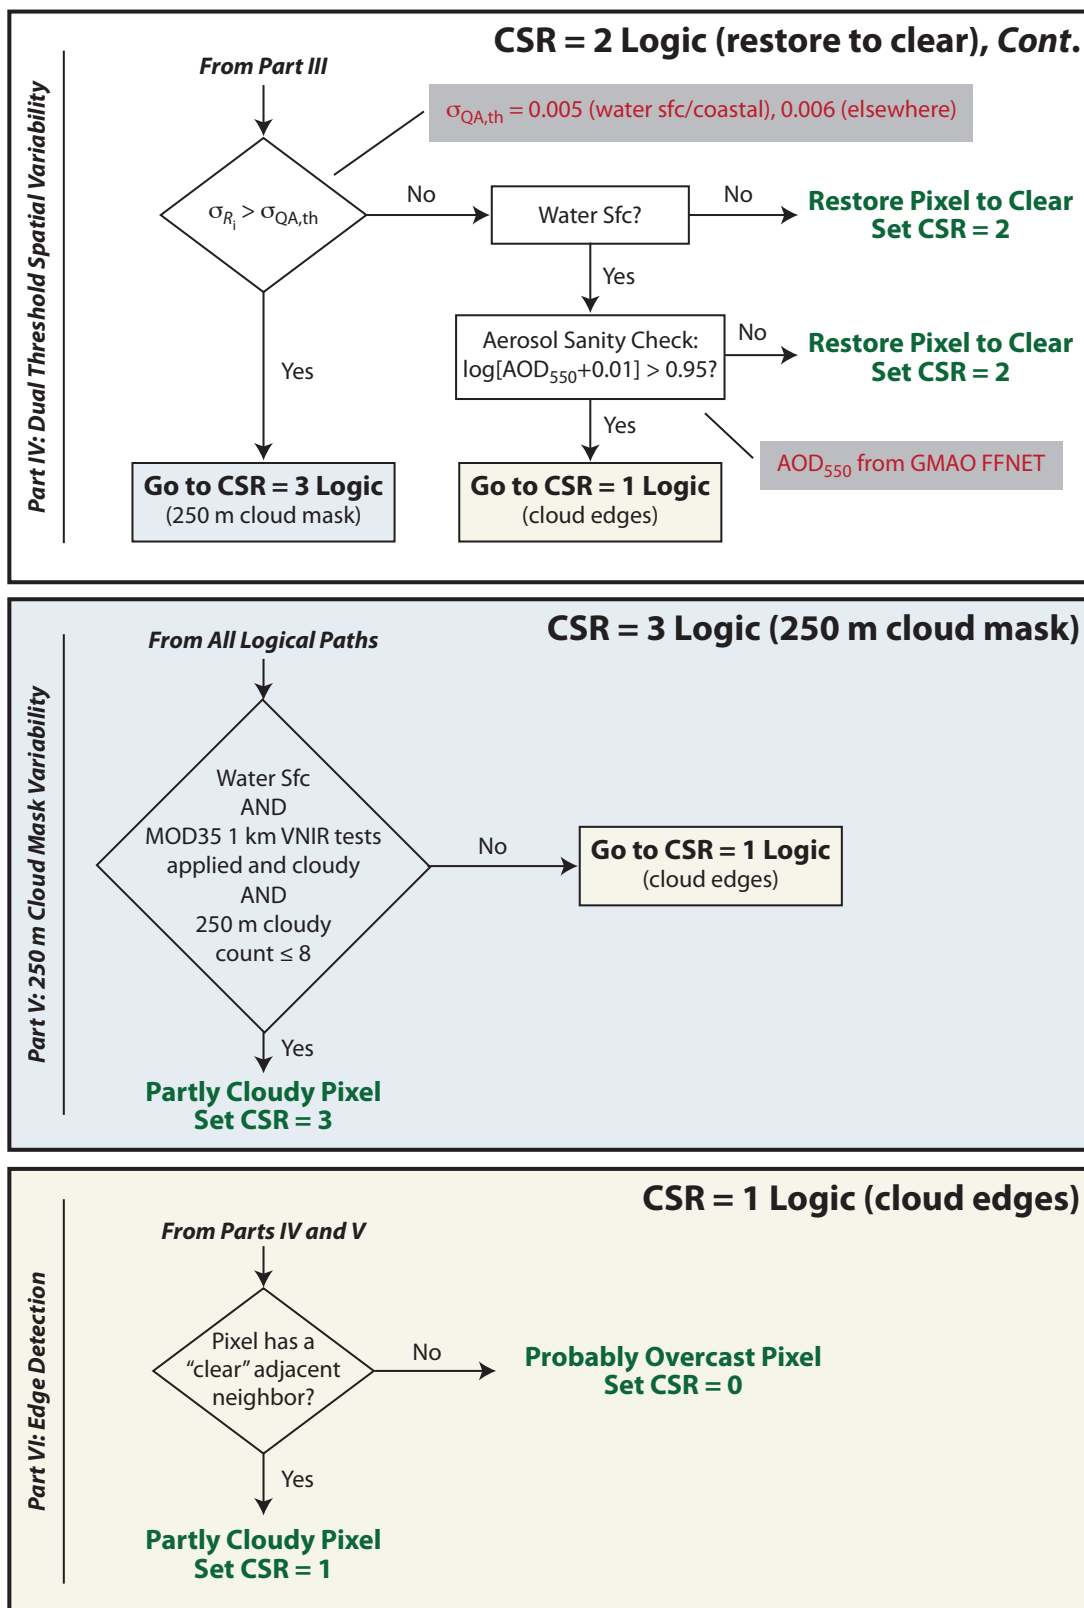 CSR = 2 Logic (restore to clear), Cont.
Part IV: Dual Threshold Spatial Variability
From Part III
σQA,th = 0.005 (water sfc/coastal), 0.006 (elsewhere)
σRi > σQA,th
No
Water Sfc?
No
Restore Pixel to Clear
Set CSR = 2
Yes
Aerosol Sanity Check:
log[AOD550+0.01] > 0.95?
No
Restore Pixel to Clear
Set CSR = 2
Yes
Yes
AOD550 from GMAO FFNET
Go to CSR = 3 Logic
(250 m cloud mask)
Go to CSR = 1 Logic
(cloud edges)
CSR = 3 Logic (250 m cloud mask)
Part V: 250 m Cloud Mask Variability
From All Logical Paths
Water Sfc
AND
MOD35 1 km VNIR tests
applied and cloudy
AND
250 m cloudy
count ≤ 8
No
Go to CSR = 1 Logic
(cloud edges)
Yes
Partly Cloudy Pixel
Set CSR = 3
CSR = 1 Logic (cloud edges)
Part VI: Edge Detection
From Parts IV and V
Pixel has a
“clear” adjacent
neighbor?
No
Probably Overcast Pixel
Set CSR = 0
Yes
Partly Cloudy Pixel
Set CSR = 1